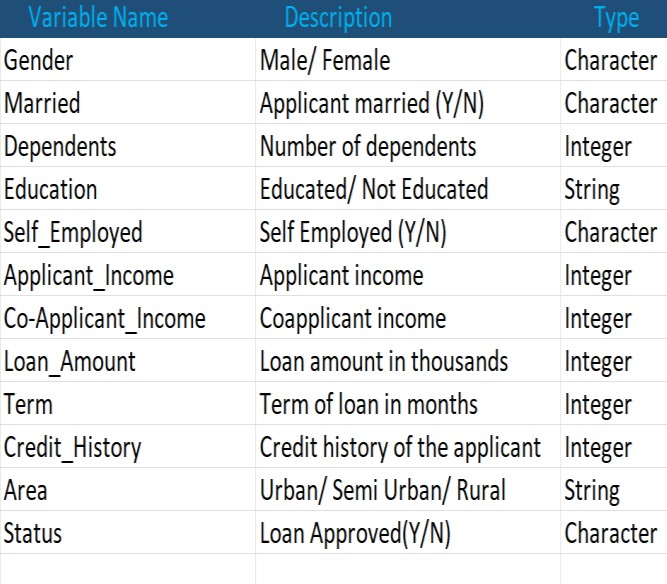 Variable Name Description Type
Gender Male/ Female Character
Married Applicant married (Y/N) Character
Dependents Number of dependents Integer
Education Educated/ Not Educated String
Self_Employed Self Employed (Y/N) Character
Applicant_Income Applicant income Integer
Co-Applicant_Income Coapplicant income Integer
Loan_Amount Loan amount in thousands Integer
Term Term of loan in months Integer
Credit_History Credit history of the applicant Integer
Area Urban/ Semi Urban/ Rural String
Status Loan Approved(Y/N) Character